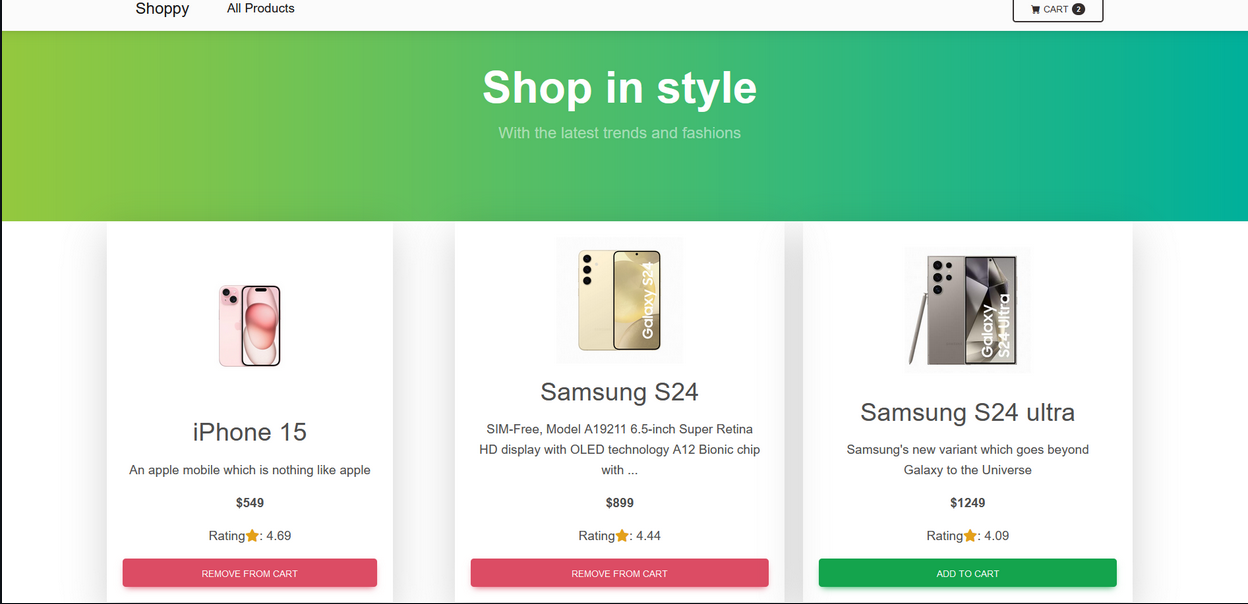 Shoppy
All Products
CART 2
Shop in style
With the latest trends and fashions
Galaxy S24
Galaxy
S24 Ultra
iPhone 15
An apple mobile which is nothing like apple
$549
Rating⭐: 4.69
REMOVE FROM CART
Samsung S24
SIM-Free, Model A19211 6.5-inch Super Retina
HD display with OLED technology A12 Bionic chip
with ...
$899
Rating⭐: 4.44
REMOVE FROM CART
Samsung S24 ultra
Samsung's new variant which goes beyond
Galaxy to the Universe
$1249
Rating⭐: 4.09
ADD TO CART